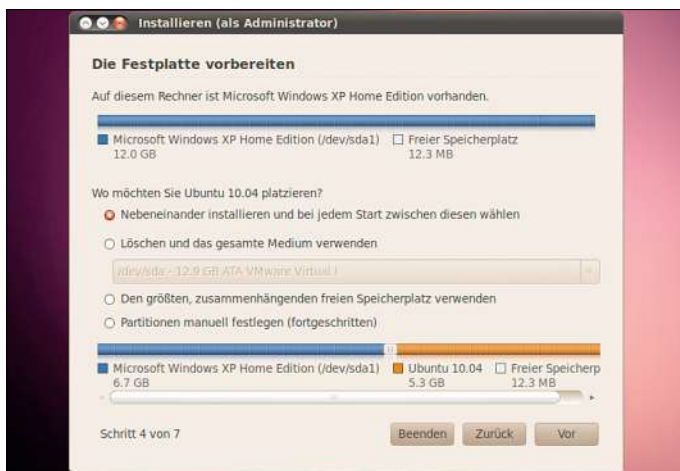 Installieren (als Administrator)
Die Festplatte vorbereiten
Auf diesem Rechner ist Microsoft Windows XP Home Edition vorhanden.
Microsoft Windows XP Home Edition (/dev/sda1) Freier Speicherplatz
12.0 GB 12.3 MB
Wo möchten Sie Ubuntu 10.04 platzieren?
Nebeneinander installieren und bei jedem Start zwischen diesen wählen
Löschen und das gesamte Medium verwenden
/dev/sda - 12.9 GB ATA VMware Virtual I
Den größten, zusammenhängenden freien Speicherplatz verwenden
Partitionen manuell festlegen (fortgeschritten)
Microsoft Windows XP Home Edition (/dev/sda1) Ubuntu 10.04 Freier Speicherp
6.7 GB 5.3 GB 12.3 MB
Schritt 4 von 7 Beenden Zurück Vor